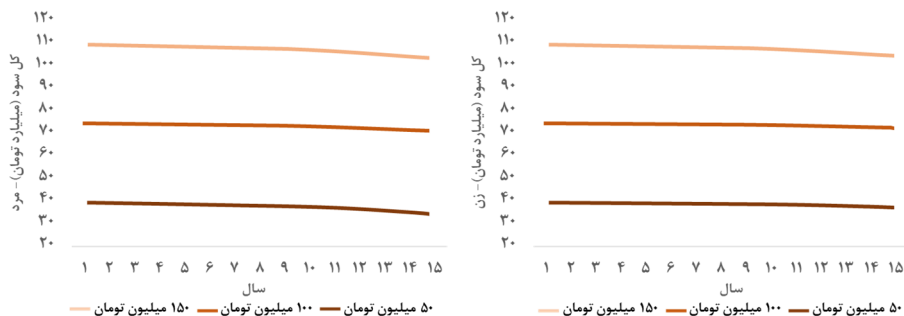 کل سود (میلیارد تومان) – مرد
۱۲۰
۱۱۰
۱۰۰
۹۰
۸۰
۷۰
۶۰
۵۰
۴۰
۳۰
۲۰
۱ ۲ ۳ ۴ ۵ ۶ ۷ ۸ ۹ ۱۰ ۱۱ ۱۲ ۱۳ ۱۴ ۱۵
سال
۱۵۰ میلیون تومان ۱۰۰ میلیون تومان ۵۰ میلیون تومان
کل سود (میلیارد تومان) – زن
۱۲۰
۱۱۰
۱۰۰
۹۰
۸۰
۷۰
۶۰
۵۰
۴۰
۳۰
۲۰
۱ ۲ ۳ ۴ ۵ ۶ ۷ ۸ ۹ ۱۰ ۱۱ ۱۲ ۱۳ ۱۴ ۱۵
سال
۱۵۰ میلیون تومان ۱۰۰ میلیون تومان ۵۰ میلیون تومان